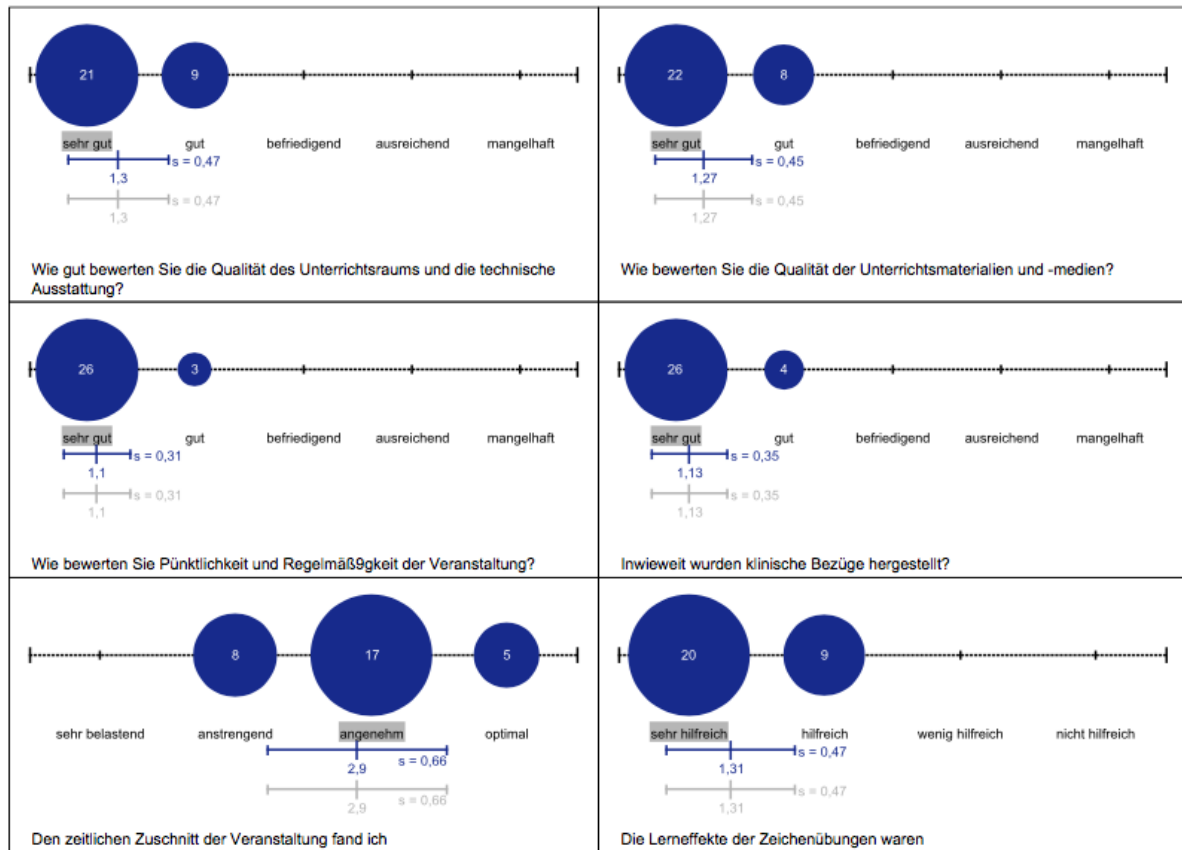 21 9
sehr gut gut befriedigend ausreichend mangelhaft
s = 0,47
1,3
s = 0,47
1,3
Wie gut bewerten Sie die Qualität des Unterrichtsraums und die technische
Ausstattung?
22 8
sehr gut gut befriedigend ausreichend mangelhaft
s = 0,45
1,27
s = 0,45
1,27
Wie bewerten Sie die Qualität der Unterrichtsmaterialien und -medien?
26 3
sehr gut gut befriedigend ausreichend mangelhaft
s = 0,31
1,1
s = 0,31
1,1
Wie bewerten Sie Pünktlichkeit und Regelmäß9gkeit der Veranstaltung?
26 4
sehr gut gut befriedigend ausreichend mangelhaft
s = 0,35
1,13
s = 0,35
1,13
Inwieweit wurden klinische Bezüge hergestellt?
8 17 5
sehr belastend anstrengend angenehm optimal
s = 0,66
2,9
s = 0,66
2,9
Den zeitlichen Zuschnitt der Veranstaltung fand ich
20 9
sehr hilfreich hilfreich wenig hilfreich nicht hilfreich
s = 0,47
1,31
s = 0,47
1,31
Die Lerneffekte der Zeichenübungen waren